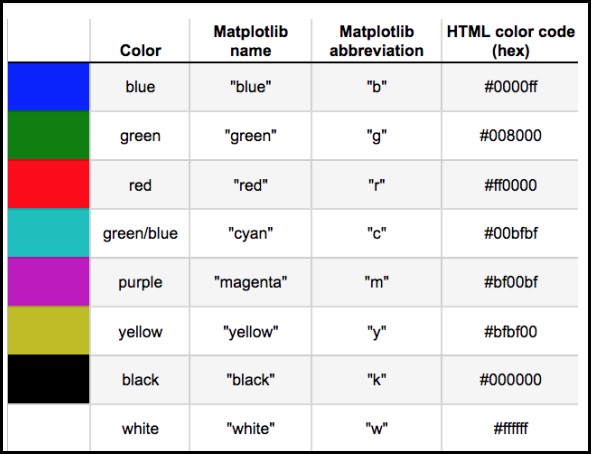 Color Matplotlib name Matplotlib abbreviation HTML color code (hex)
blue "blue" "b" #0000ff
green "green" "g" #008000
red "red" "r" #ff0000
green/blue "cyan" "c" #00bfbf
purple "magenta" "m" #bf00bf
yellow "yellow" "y" #bfbf00
black "black" "k" #000000
white "white" "w" #ffffff